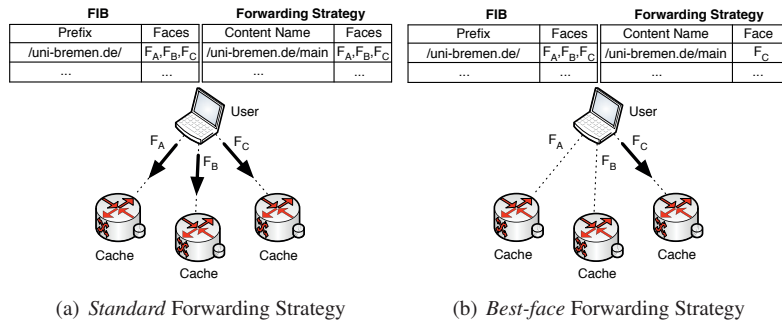 FIB Forwarding Strategy
Prefix Faces Content Name Faces
/uni-bremen.de/ FA,FB,FC /uni-bremen.de/main FA,FB,FC
... ... ... ...
User
FA
FB
FC
Cache
Cache
Cache
(a) Standard Forwarding Strategy
FIB Forwarding Strategy
Prefix Faces Content Name Face
/uni-bremen.de/ FA,FB,FC /uni-bremen.de/main FC
... ... ... ...
User
FA
FB
FC
Cache
Cache
Cache
(b) Best-face Forwarding Strategy